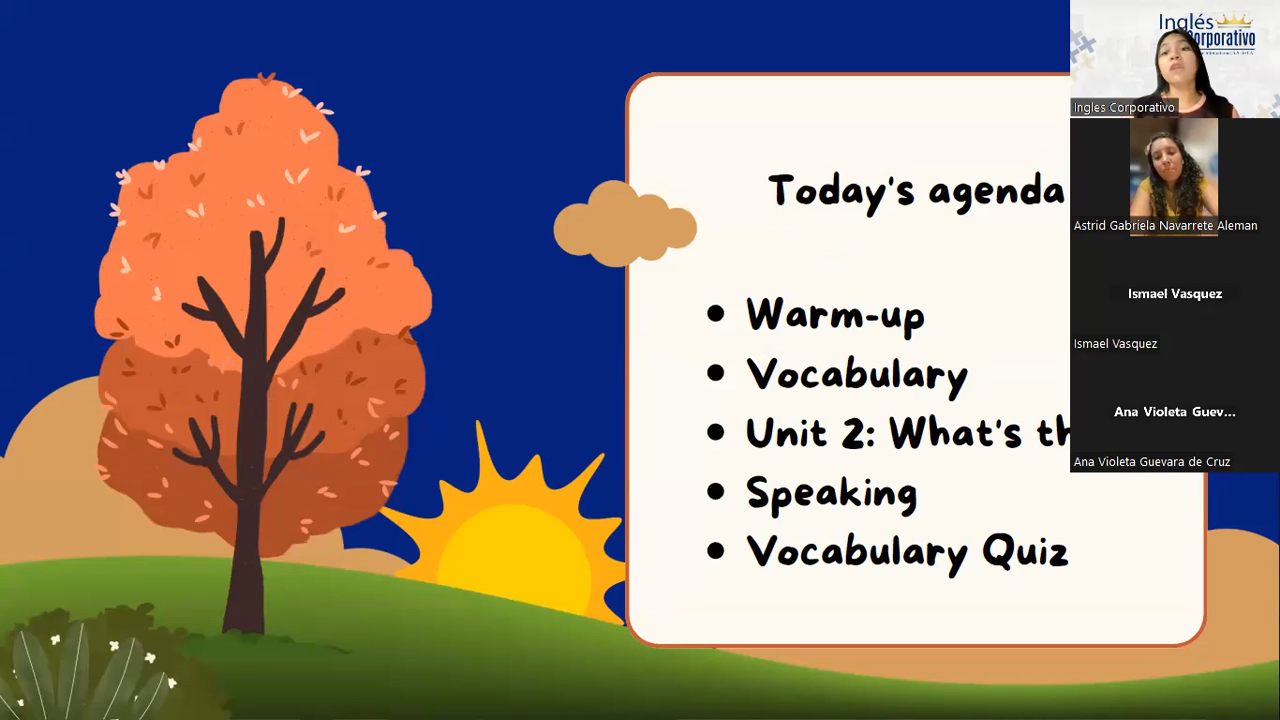 Today's agenda
Warm-up
Vocabulary
Unit 2: What's th
Speaking
Vocabulary Quiz
Inglés
Corporativo
Ingles Corporativo
Astrid Gabriela Navarrete Aleman
Ismael Vasquez
Ismael Vasquez
Ana Violeta Guev...
Ana Violeta Guevara de Cruz